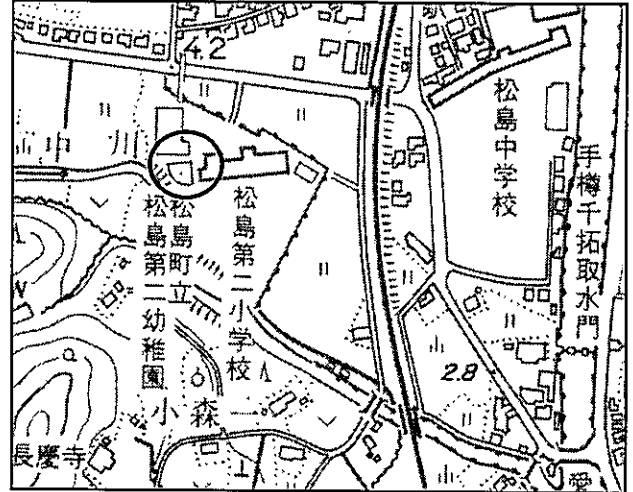 4.2
松島中学校
手樽干拓取水門
中川
松島第二小学校
松島町立
松島第二幼稚園
小森
2.8
長慶寺
愛